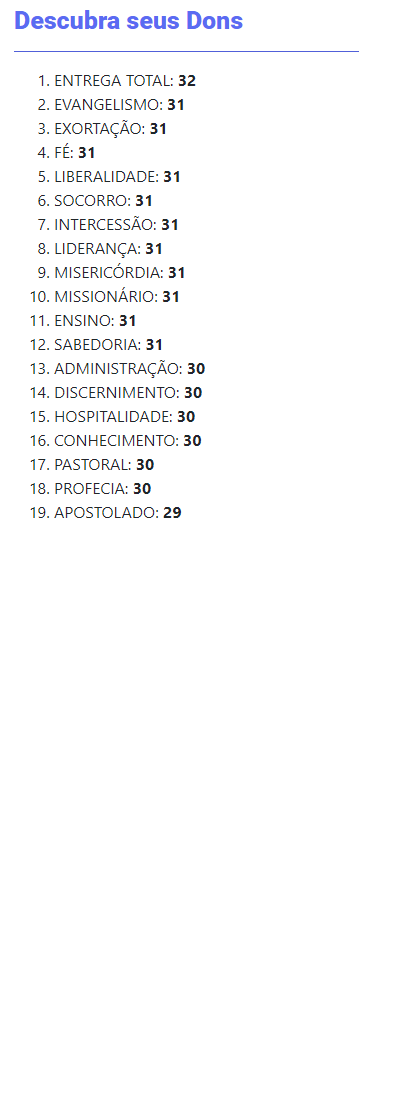 Descubra seus Dons
1. ENTREGA TOTAL: 32
2. EVANGELISMO: 31
3. EXORTAÇÃO: 31
4. FÉ: 31
5. LIBERALIDADE: 31
6. SOCORRO: 31
7. INTERCESSÃO: 31
8. LIDERANÇA: 31
9. MISERICÓRDIA: 31
10. MISSIONÁRIO: 31
11. ENSINO: 31
12. SABEDORIA: 31
13. ADMINISTRAÇÃO: 30
14. DISCERNIMENTO: 30
15. HOSPITALIDADE: 30
16. CONHECIMENTO: 30
17. PASTORAL: 30
18. PROFECIA: 30
19. APOSTOLADO: 29